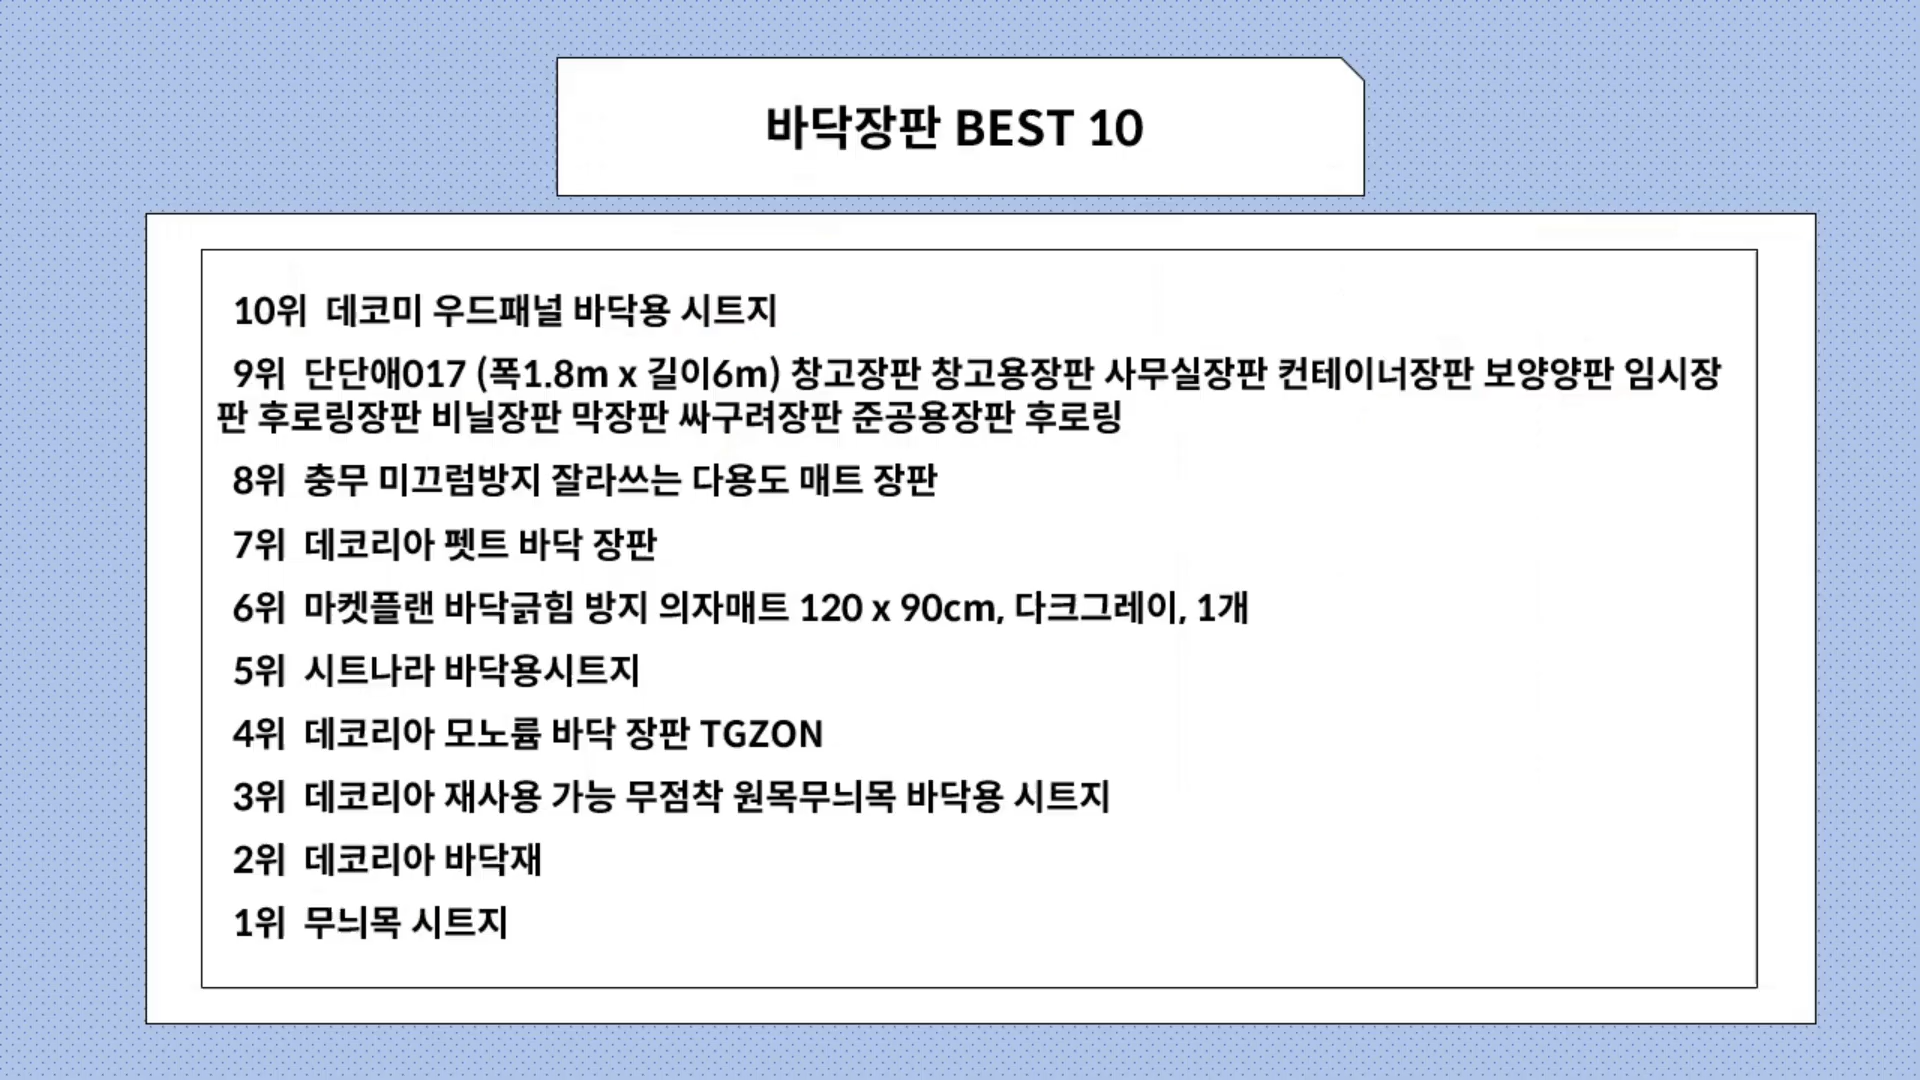 바닥장판 BEST 10
10위 데코미 우드패널 바닥용 시트지
9위 단단애017 (폭1.8m x 길이6m) 창고장판 창고용장판 사무실장판 컨테이너장판 보양양판 임시장
판 후로링장판 비닐장판 막장판 싸구려장판 준공용장판 후로링
8위 충무 미끄럼방지 잘라쓰는 다용도 매트 장판
7위 데코리아 펫트 바닥 장판
6위 마켓플랜 바닥긁힘 방지 의자매트 120 x 90cm, 다크그레이, 1개
5위 시트나라 바닥용시트지
4위 데코리아 모노륨 바닥 장판 TGZON
3위 데코리아 재사용 가능 무점착 원목무늬목 바닥용 시트지
2위 데코리아 바닥재
1위 무늬목 시트지